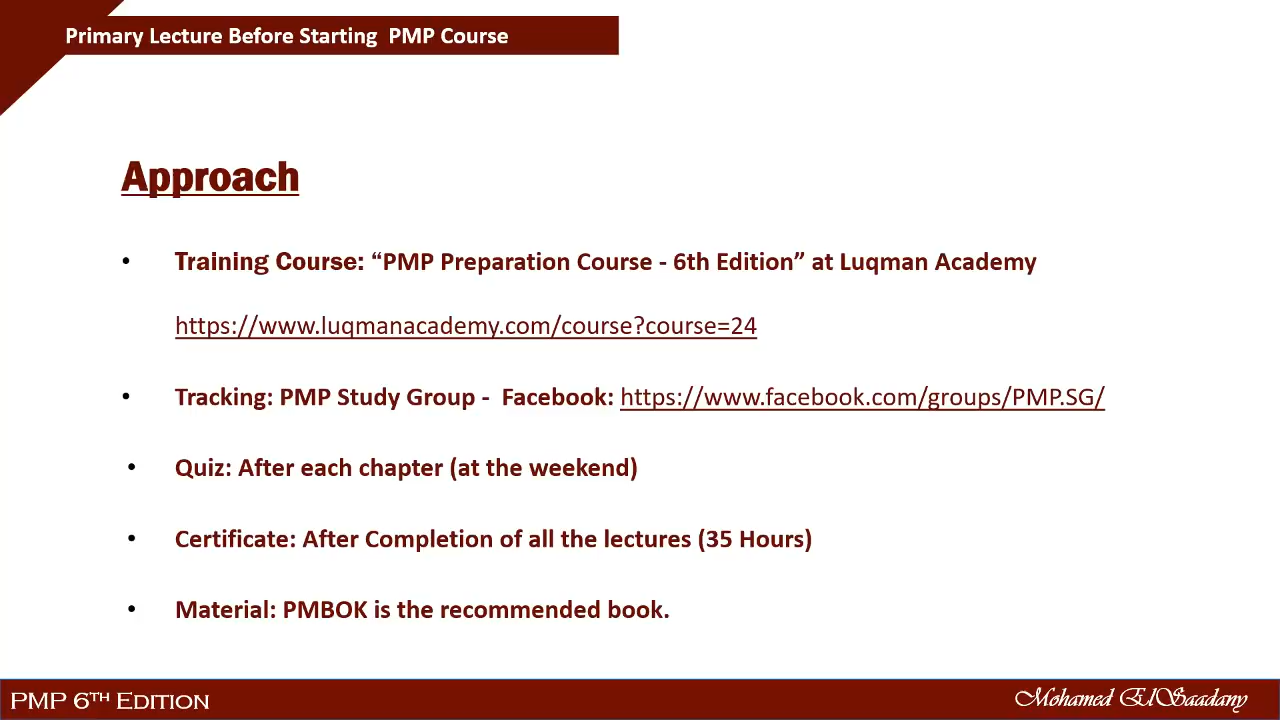 Primary Lecture Before Starting  PMP Course
Approach
• Training Course: “PMP Preparation Course - 6th Edition” at Luqman Academy
https://www.luqmanacademy.com/course?course=24
• Tracking: PMP Study Group -  Facebook: https://www.facebook.com/groups/PMP.SG/
• Quiz: After each chapter (at the weekend)
• Certificate: After Completion of all the lectures (35 Hours)
• Material: PMBOK is the recommended book.
PMP 6TH EDITION
Mohamed ElSaadany